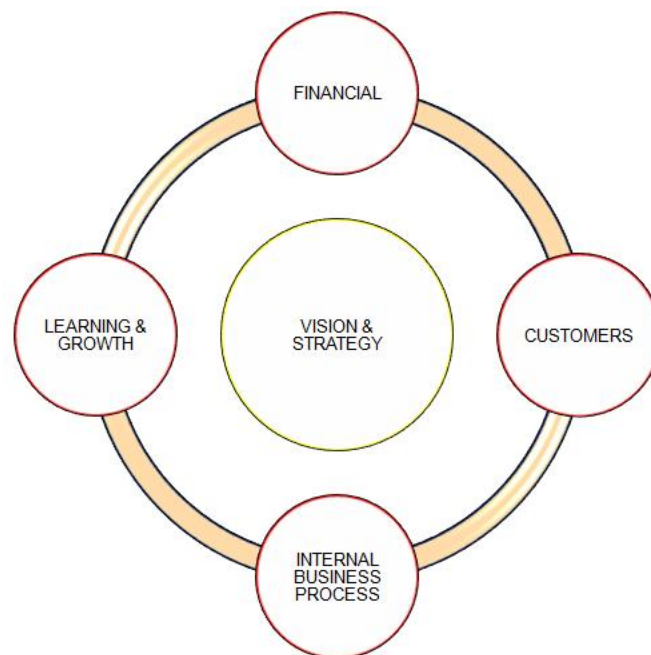 FINANCIAL
LEARNING &
GROWTH
VISION &
STRATEGY
CUSTOMERS
INTERNAL
BUSINESS
PROCESS